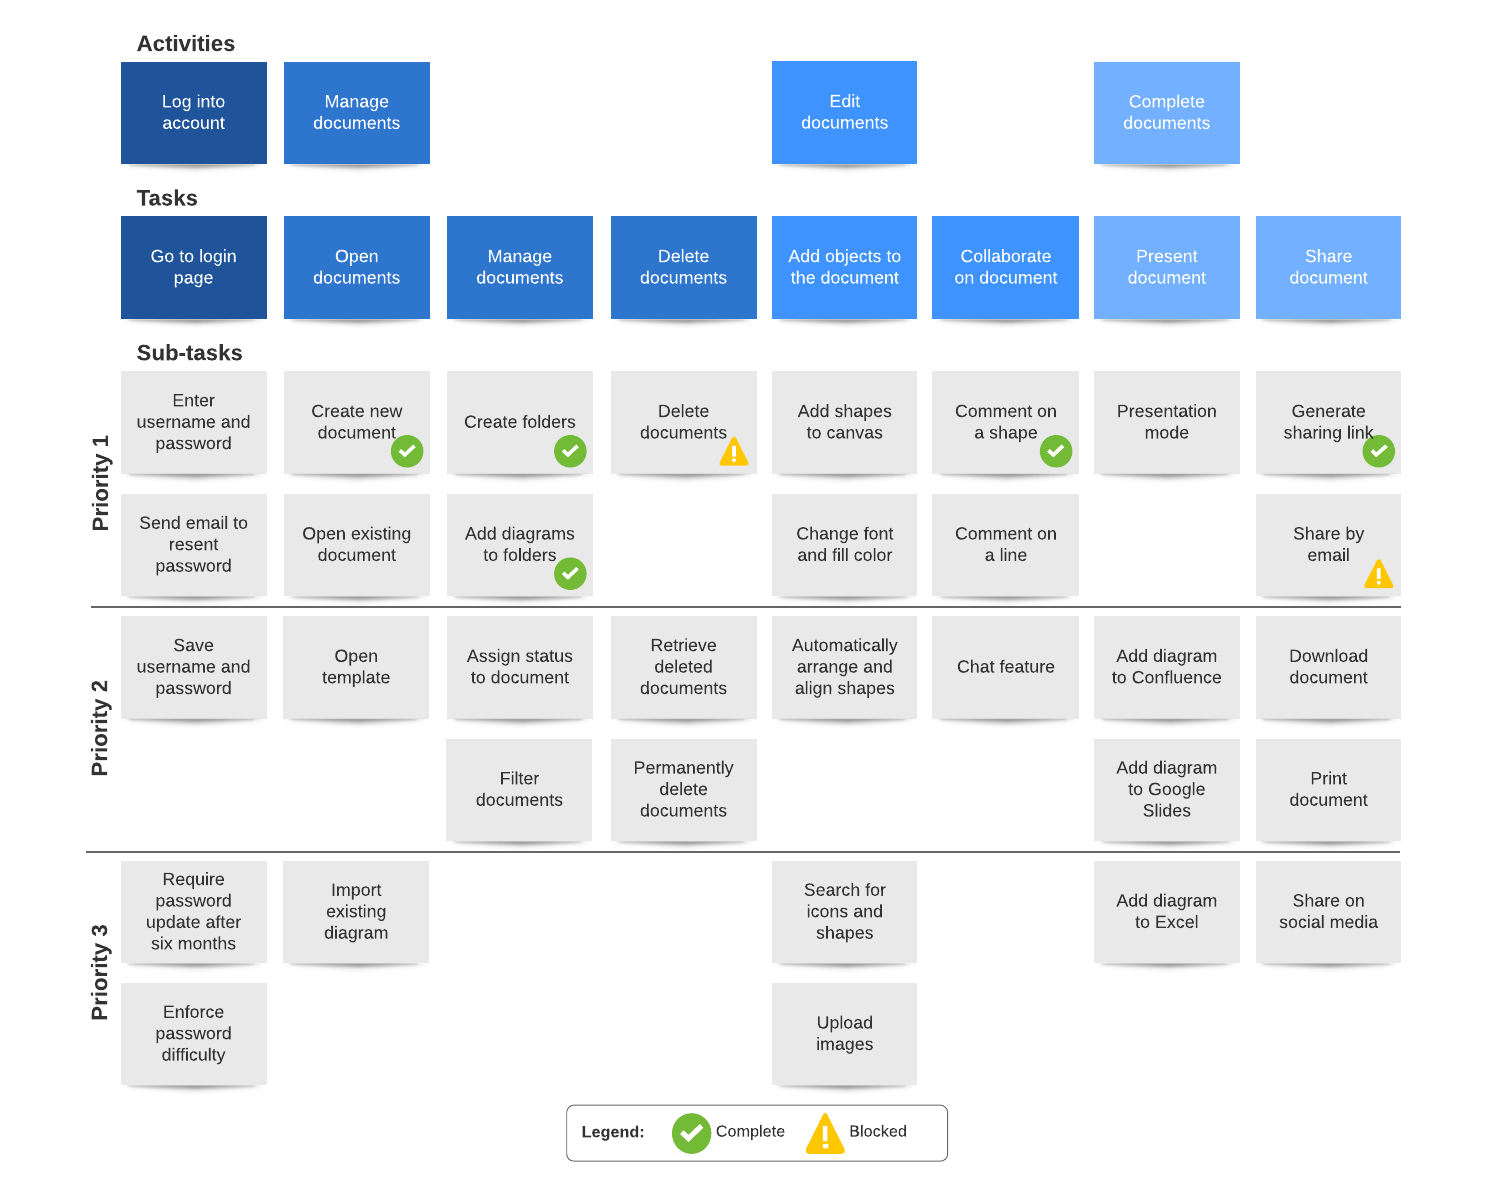 Activities
Log into
account
Manage
documents
Edit
documents
Complete
documents
Tasks
Go to login
page
Open
documents
Manage
documents
Delete
documents
Add objects to
the document
Collaborate
on document
Present
document
Share
document
Sub-tasks
Priority 1
Enter
username and
password
Create new
document
Create folders
Delete
documents
Add shapes
to canvas
Comment on
a shape
Presentation
mode
Generate
sharing link
Send email to
resent
password
Open existing
document
Add diagrams
to folders
Change font
and fill color
Comment on
a line
Share by
email
Priority 2
Save
username and
password
Open
template
Assign status
to document
Retrieve
deleted
documents
Automatically
arrange and
align shapes
Chat feature
Add diagram
to Confluence
Download
document
Filter
documents
Permanently
delete
documents
Add diagram
to Google
Slides
Print
document
Priority 3
Require
password
update after
six months
Import
existing
diagram
Search for
icons and
shapes
Add diagram
to Excel
Share on
social media
Enforce
password
difficulty
Upload
images
Legend:
Complete
Blocked